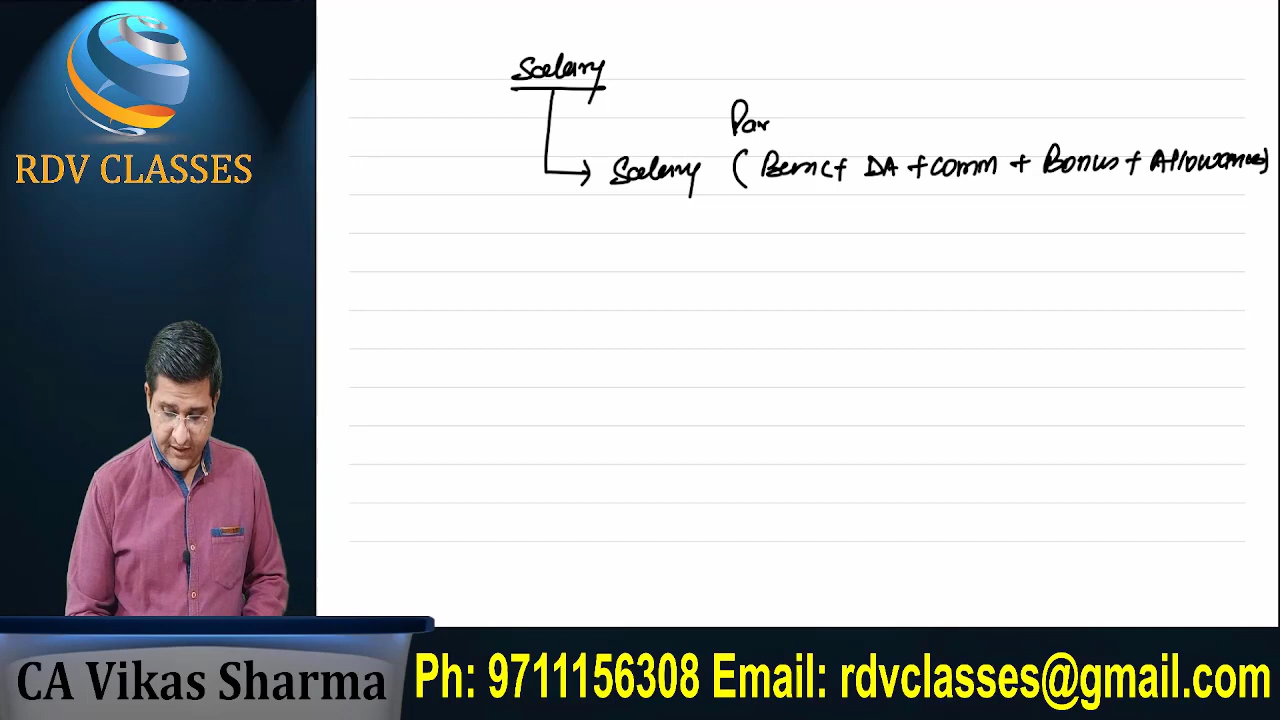 RDV CLASSES
Salary
Par
Salary (Basic + DA + comm + Bonus + Allowances)
CA Vikas Sharma
Ph: 9711156308 Email: rdvclasses@gmail.com